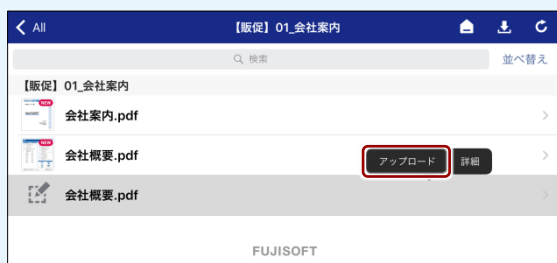 All
【販促】01_会社案内
検索
並べ替え
【販促】01_会社案内
NEW
会社案内.pdf
NEW
会社概要.pdf
アップロード
詳細
会社概要.pdf
FUJISOFT